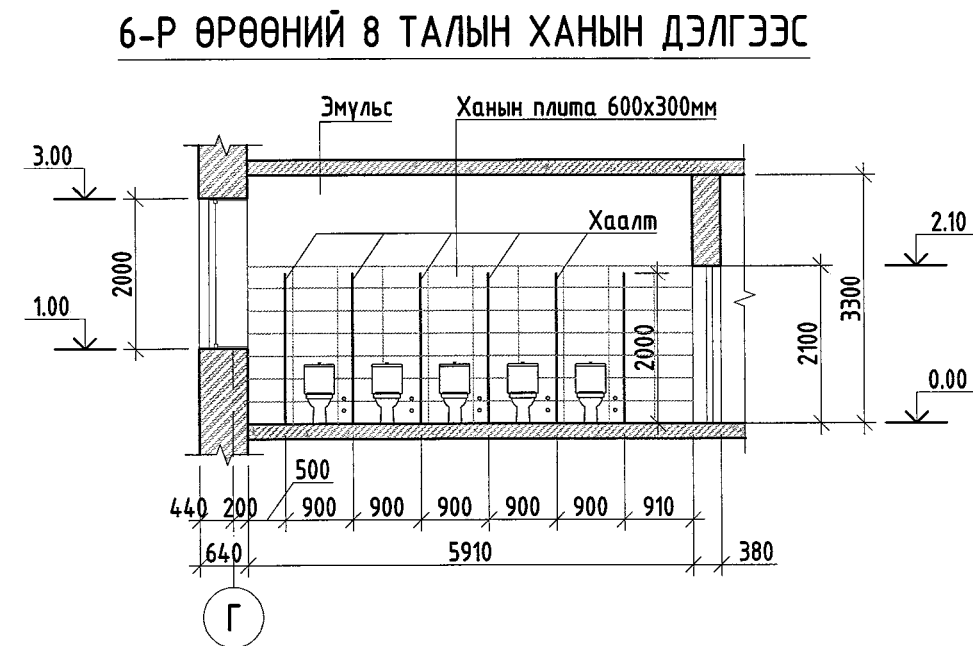 6-Р ӨРӨӨНИЙ 8 ТАЛЫН ХАНЫН ДЭЛГЭЭС
Эмульс Ханын плита 600x300мм
3.00
Хаалт
2.10
2000
3300
1.00
2000
2100
0.00
500
440 200 900 900 900 900 900 910
640 5910 380
Г